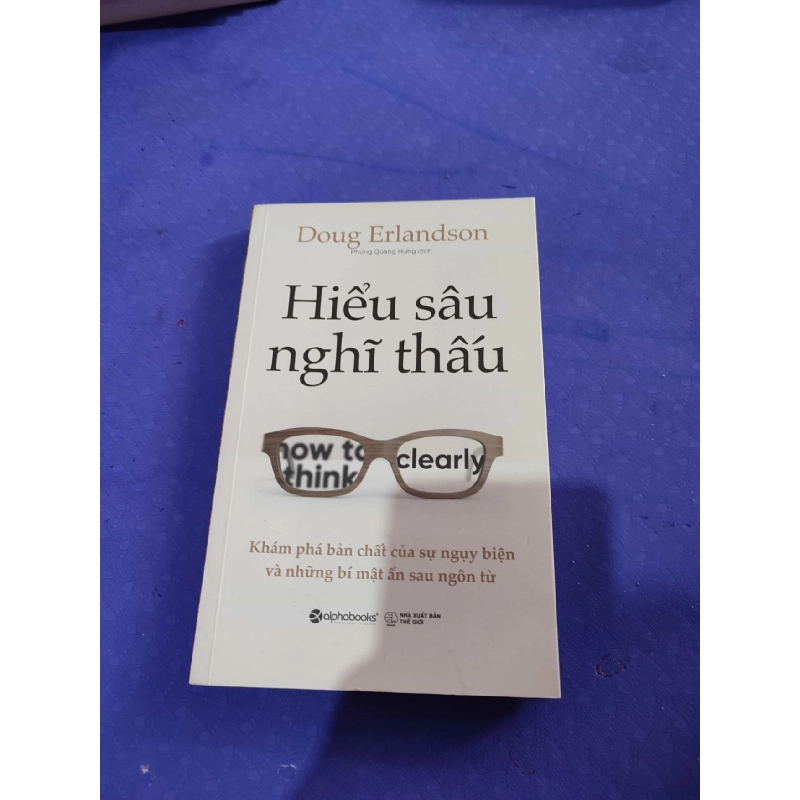 Doug Erlandson
Phùng Quang Hưng dịch
Hiểu sâu
nghĩ thấu
how to
think clearly
Khám phá bản chất của sự ngụy biện
và những bí mật ẩn sau ngôn từ
alphabooks
NHÀ XUẤT BẢN
THẾ GIỚI